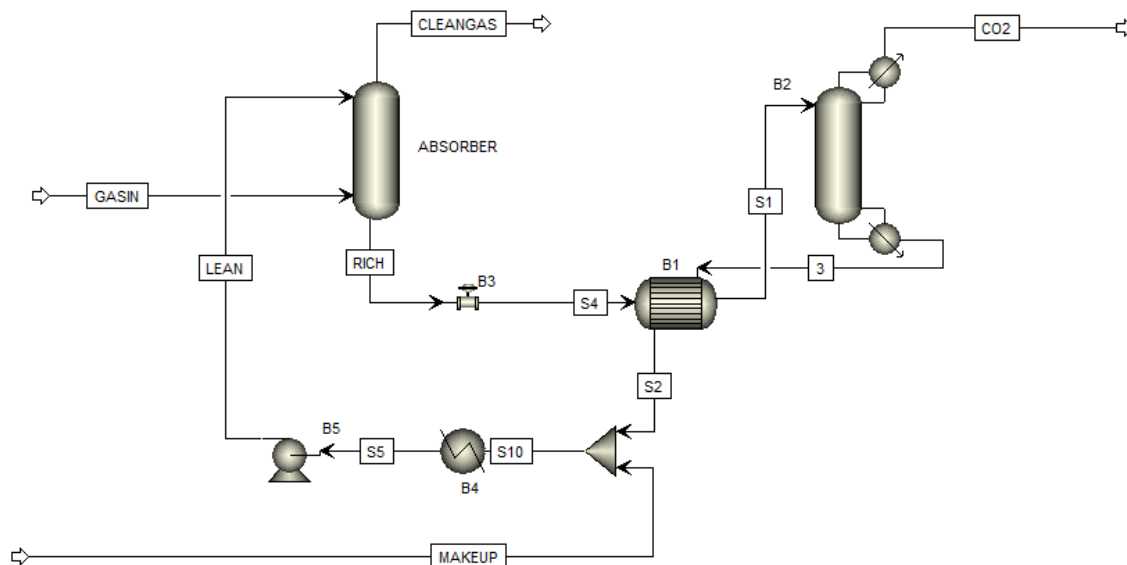 CLEANGAS
CO2
B2
ABSORBER
GASIN
S1
RICH
LEAN
B1
3
B3
S4
S2
B5
S5
S10
B4
MAKEUP